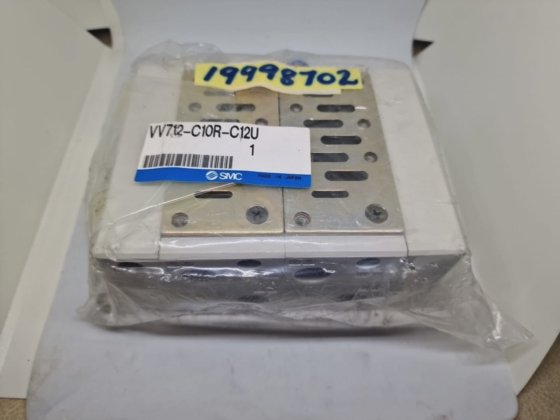 19998702
VV712-C10R-C12U
1
MADE IN JAPAN
SMC